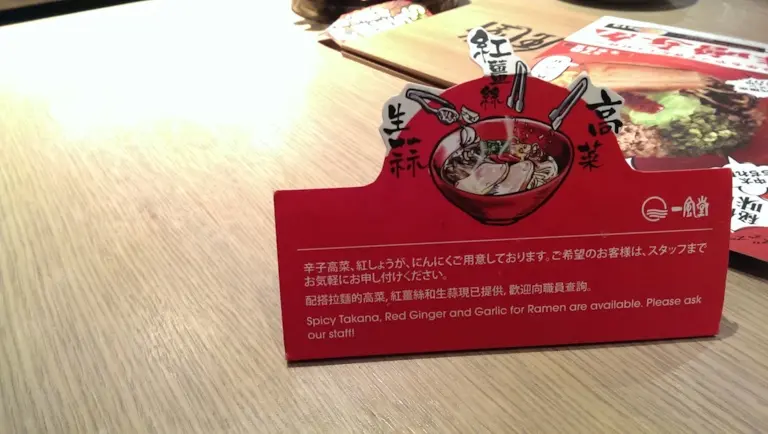 紅薑絲
生蒜
高菜
一風堂
辛子高菜、紅しょうが、にんにくご用意しております。ご希望のお客様は、スタッフまで
お気軽にお申し付けください。
配搭拉麵的高菜, 紅薑絲和生蒜現已提供, 歡迎向職員查詢。
Spicy Takana, Red Ginger and Garlic for Ramen are available. Please ask
our staff!